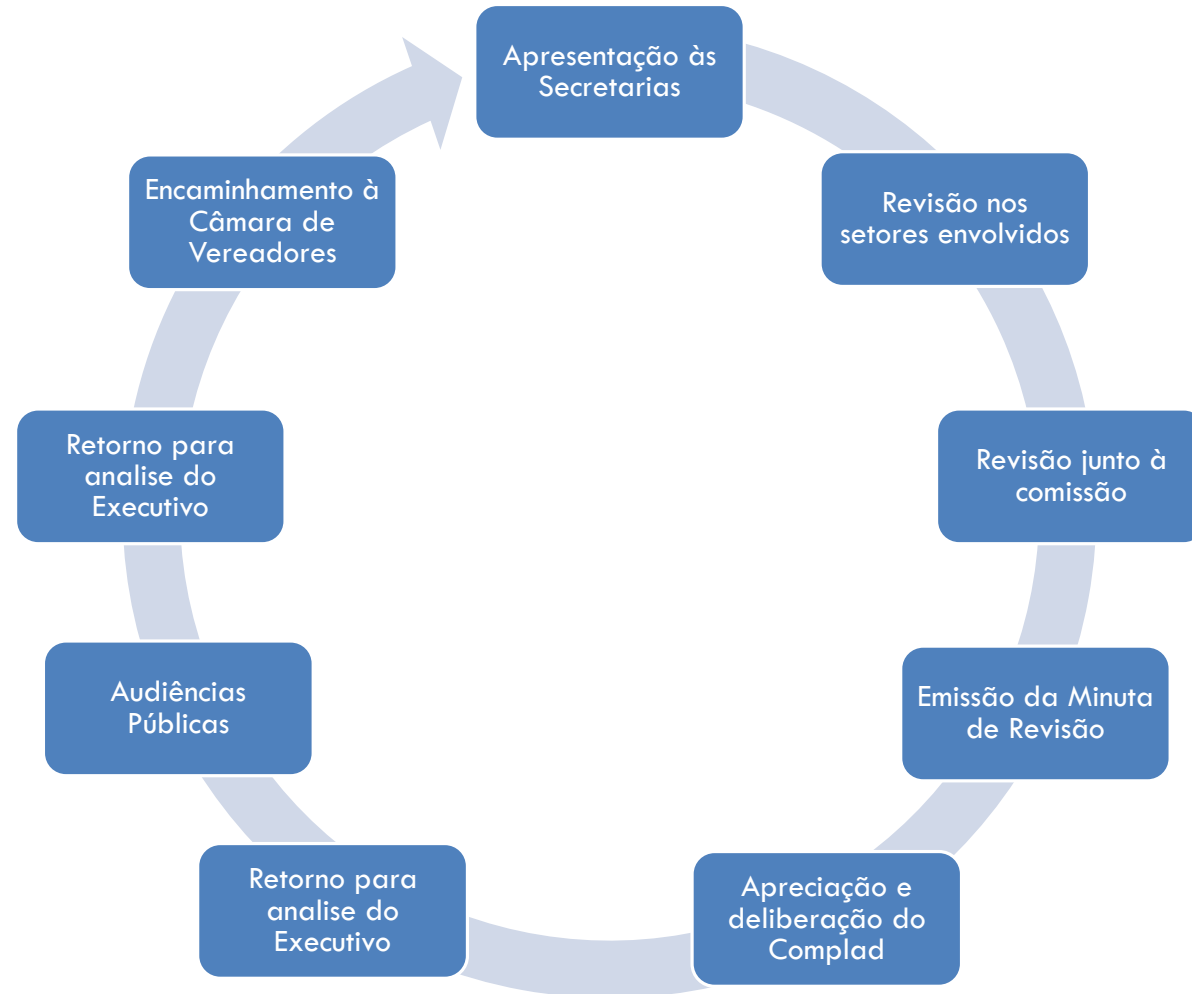 Apresentação às
Secretarias
Revisão nos
setores envolvidos
Revisão junto à
comissão
Emissão da Minuta
de Revisão
Apreciação e
deliberação do
Complad
Retorno para
analise do
Executivo
Audiências
Públicas
Retorno para
analise do
Executivo
Encaminhamento à
Câmara de
Vereadores